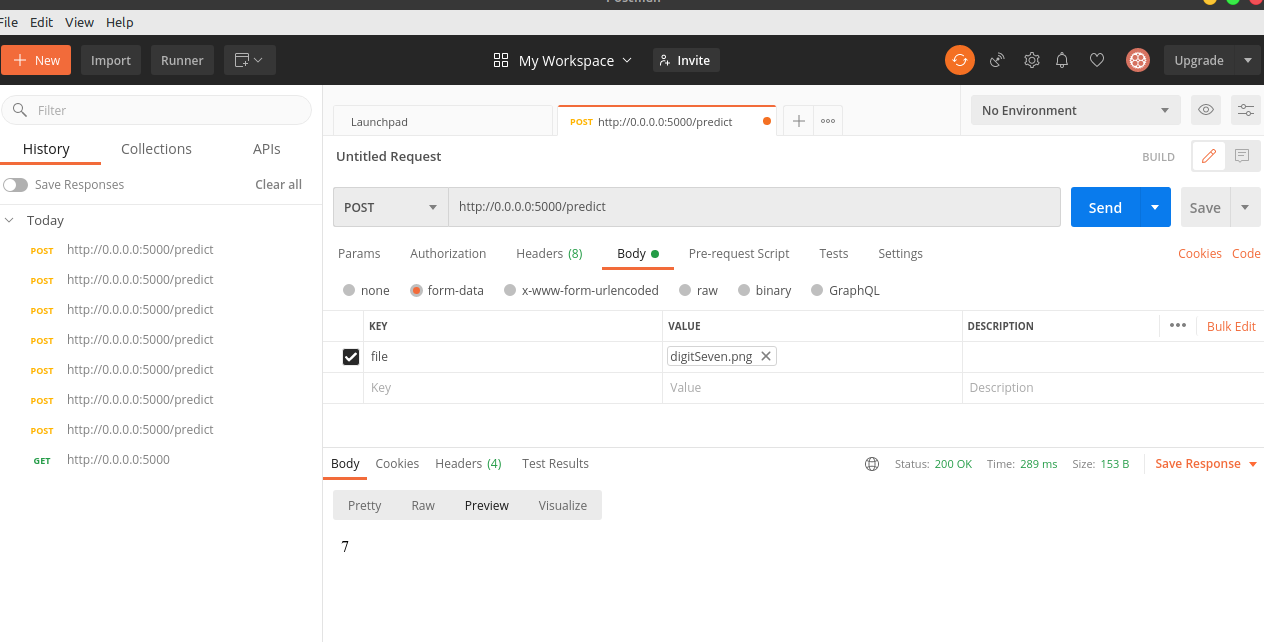 Postman
File Edit View Help
New Import Runner My Workspace Invite Upgrade
Filter
History Collections APIs
Save Responses Clear all
Today
POST http://0.0.0.0:5000/predict
POST http://0.0.0.0:5000/predict
POST http://0.0.0.0:5000/predict
POST http://0.0.0.0:5000/predict
POST http://0.0.0.0:5000/predict
POST http://0.0.0.0:5000/predict
POST http://0.0.0.0:5000/predict
GET http://0.0.0.0:5000
Launchpad POST http://0.0.0.0:5000/predict No Environment
Untitled Request BUILD
POST http://0.0.0.0:5000/predict Send Save
Params Authorization Headers (8) Body Pre-request Script Tests Settings Cookies Code
none form-data x-www-form-urlencoded raw binary GraphQL
KEY VALUE DESCRIPTION Bulk Edit
file digitSeven.png
Key Value Description
Body Cookies Headers (4) Test Results Status: 200 OK Time: 289 ms Size: 153 B Save Response
Pretty Raw Preview Visualize
7